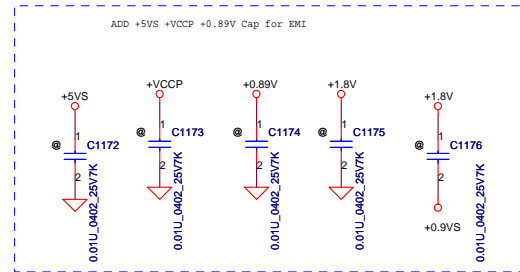 ADD +5VS +VCCP +0.89V Cap for EMI
+5VS
1
@
C1172
2
0.01U_0402_25V7K
+VCCP
1
@
C1173
2
0.01U_0402_25V7K
+0.89V
1
@
C1174
2
0.01U_0402_25V7K
+1.8V
1
@
C1175
2
0.01U_0402_25V7K
+1.8V
1
@
C1176
2
0.01U_0402_25V7K
+0.9VS